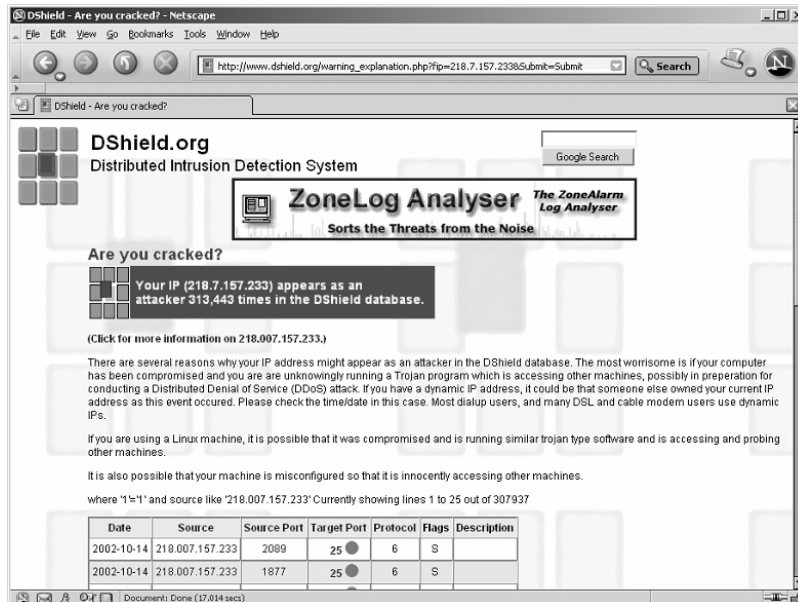 DShield - Are you cracked? - Netscape
File Edit View Go Bookmarks Tools Window Help
http://www.dshield.org/warning_explanation.php?fip=218.7.157.233&Submit=Submit
Search
N
DShield - Are you cracked?
DShield.org
Distributed Intrusion Detection System
Google Search
ZoneLog Analyser
The ZoneAlarm
Log Analyser
Sorts the Threats from the Noise
Are you cracked?
Your IP (218.7.157.233) appears as an
attacker 313,443 times in the DShield database.
(Click for more information on 218.007.157.233.)
There are several reasons why your IP address might appear as an attacker in the DShield database. The most worrisome is if your computer
has been compromised and you are are unknowingly running a Trojan program which is accessing other machines, possibly in preperation for
conducting a Distributed Denial of Service (DDoS) attack. If you have a dynamic IP address, it could be that someone else owned your current IP
address as this event occured. Please check the time/date in this case. Most dialup users, and many DSL and cable modem users use dynamic
IPs.
If you are using a Linux machine, it is possible that it was compromised and is running similar trojan type software and is accessing and probing
other machines.
It is also possible that your machine is misconfigured so that it is innocently accessing other machines.
where '1'='1' and source like '218.007.157.233' Currently showing lines 1 to 25 out of 307937
Date Source Source Port Target Port Protocol Flags Description
2002-10-14 218.007.157.233 2089 25 6 S
2002-10-14 218.007.157.233 1877 25 6 S
Document: Done (17.014 secs)